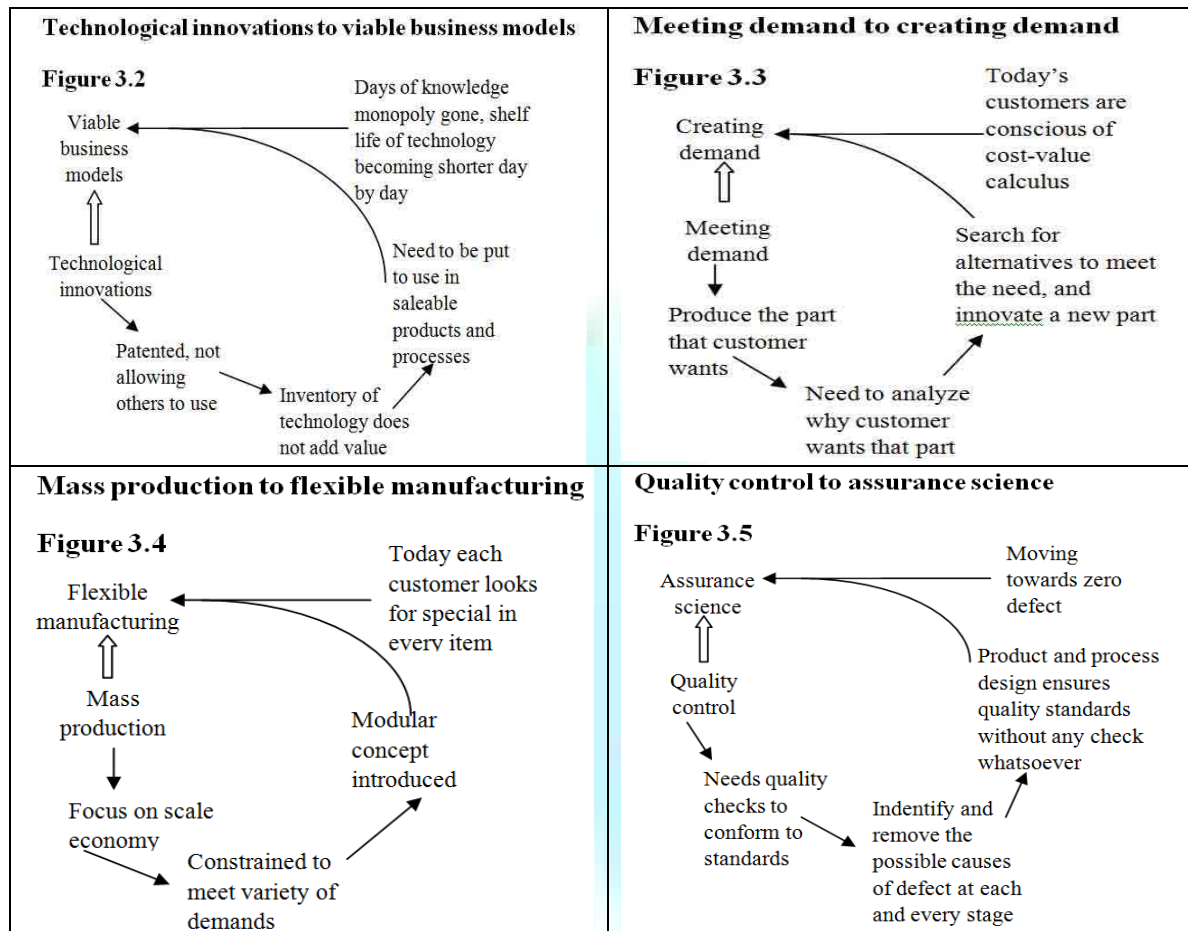 Technological innovations to viable business models
Figure 3.2
Viable
business
models
Days of knowledge
monopoly gone, shelf
life of technology
becoming shorter day
by day
Technological
innovations
Need to be put
to use in
saleable
products and
processes
Patented, not
allowing
others to use
Inventory of
technology does
not add value
Meeting demand to creating demand
Figure 3.3
Creating
demand
Today's
customers are
conscious of
cost-value
calculus
Meeting
demand
Search for
alternatives to meet
the need, and
innovate a new part
Produce the part
that customer
wants
Need to analyze
why customer
wants that part
Mass production to flexible manufacturing
Figure 3.4
Flexible
manufacturing
Today each
customer looks
for special in
every item
Mass
production
Modular
concept
introduced
Focus on scale
economy
Constrained to
meet variety of
demands
Quality control to assurance science
Figure 3.5
Assurance
science
Moving
towards zero
defect
Quality
control
Product and process
design ensures
quality standards
without any check
whatsoever
Needs quality
checks to
conform to
standards
Indentify and
remove the
possible causes
of defect at each
and every stage